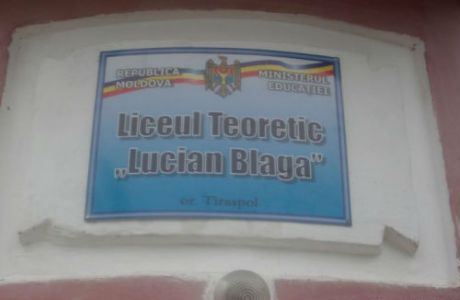 REPUBLICA MOLDOVA
MINISTERUL EDUCAȚIEI
Liceul Teoretic
„Lucian Blaga”
or. Tiraspol